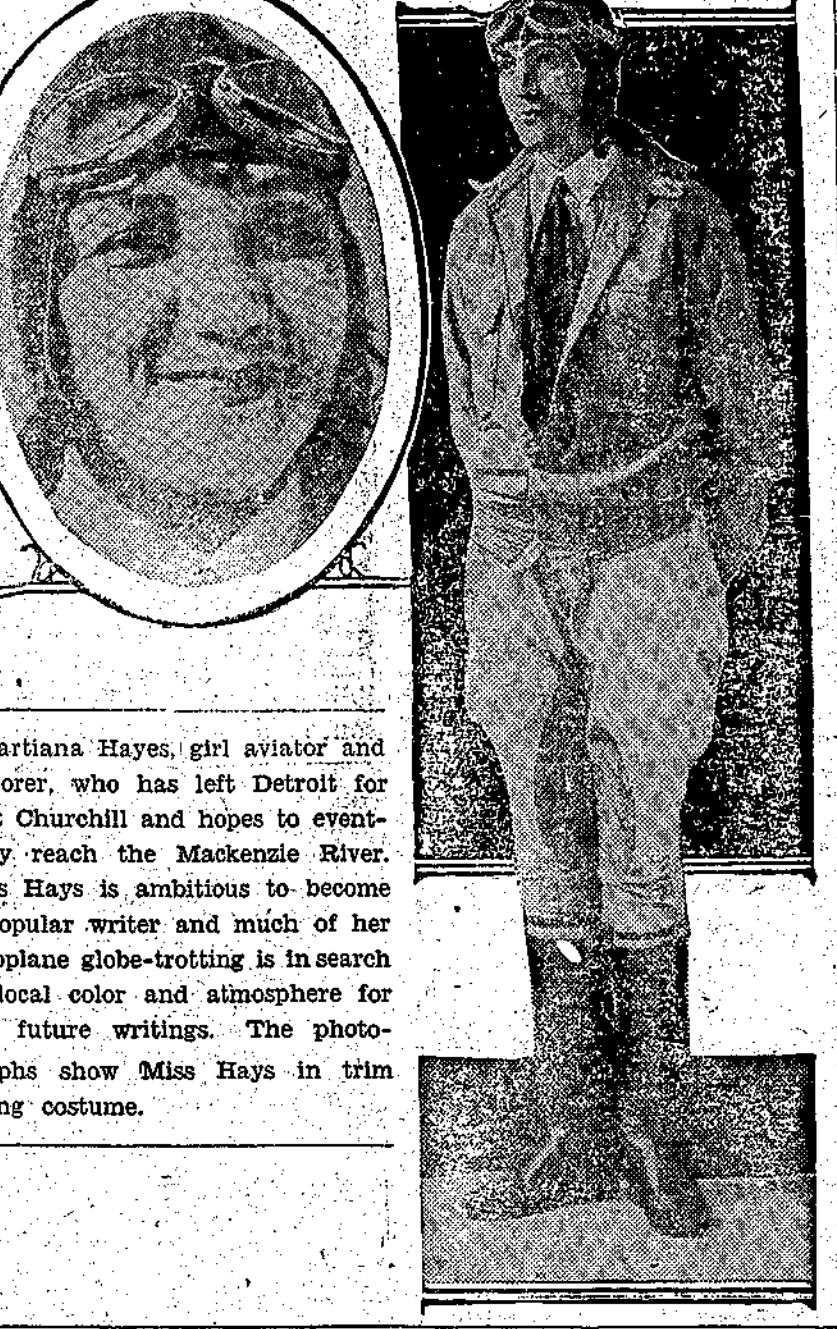 artiana Hayes, girl aviator and
orer, who has left Detroit for
t Churchill and hopes to event-
y reach the Mackenzie River.
s Hays is ambitious to become
opular writer and much of her
oplane globe-trotting is in search
local color and atmosphere for
future writings. The photo-
phs show Miss Hays in trim
ng costume.